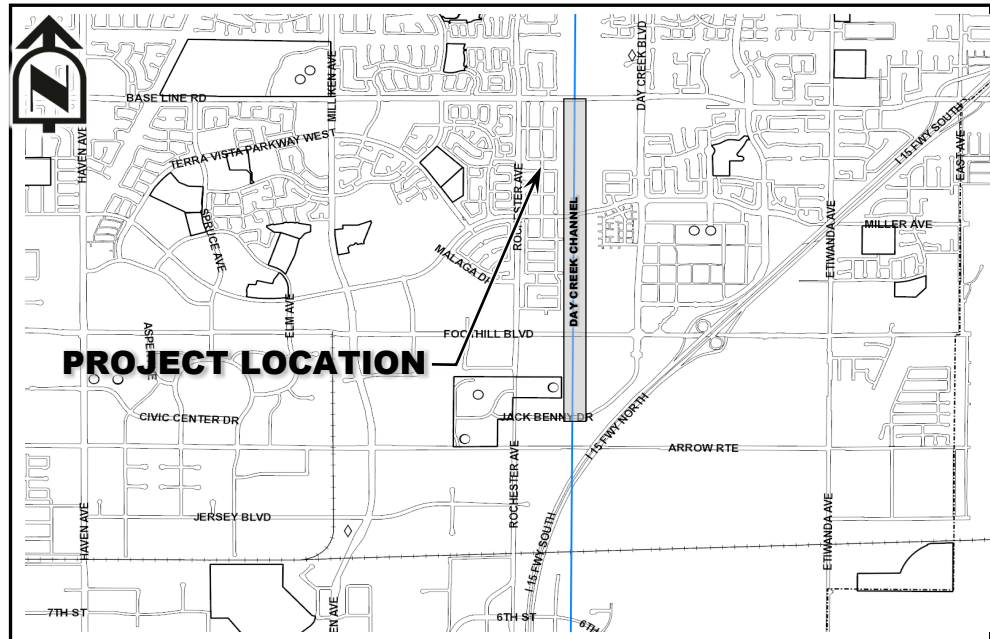 N
DAY CREEK BLVD
MILLIKEN AVE
BASE LINE RD
HAVEN AVE
TERRA VISTA PARKWAY WEST
I 15 FWY SOUTH
EAST AVE
ROCHESTER AVE
SPRUCE AVE
ETIWANDA AVE
MILLER AVE
MALAGA DR
DAY CREEK CHANNEL
ELM AVE
FOOTHILL BLVD
PROJECT LOCATION
CIVIC CENTER DR
JACK BENNY DR
I 15 FWY NORTH
ARROW RTE
ROCHESTER AVE
HAVEN AVE
JERSEY BLVD
ETIWANDA AVE
I 15 FWY SOUTH
7TH ST
EN AVE
6TH ST
6TH